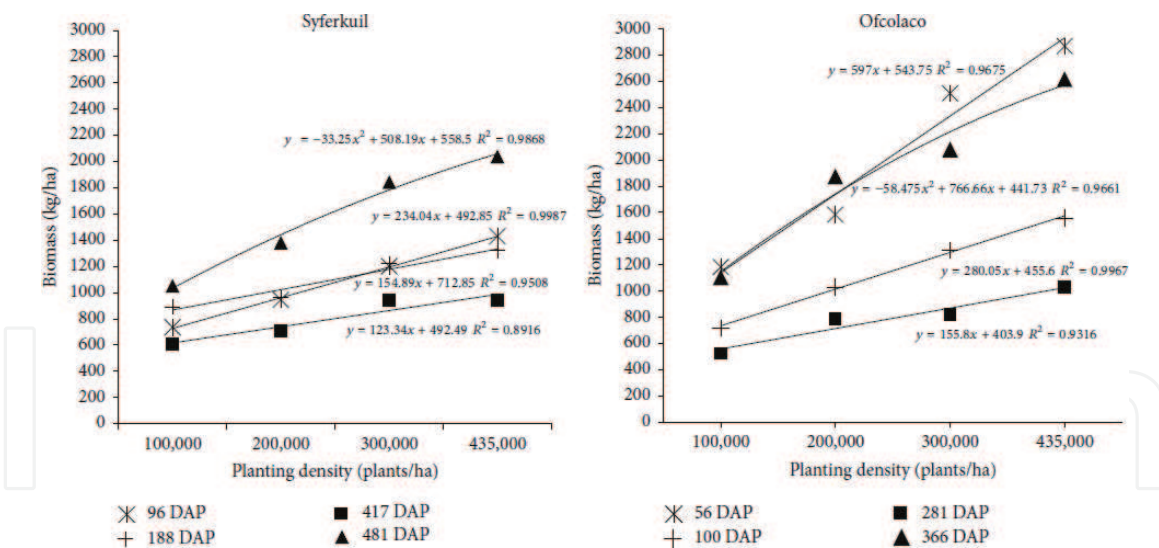 Syferkuil
3000
2800
2600
2400
2200
2000
1800
1600
1400
1200
1000
800
600
400
200
0
Biomass (kg/ha)
y = −33.25x² + 508.19x + 558.5 R² = 0.9868
y = 234.04x + 492.85 R² = 0.9987
y = 154.89x + 712.85 R² = 0.9508
y = 123.34x + 492.49 R² = 0.8916
100,000 200,000 300,000 435,000
Planting density (plants/ha)
96 DAP 417 DAP
188 DAP 481 DAP
Ofcolaco
3000
2800
2600
2400
2200
2000
1800
1600
1400
1200
1000
800
600
400
200
0
Biomass (kg/ha)
y = 597x + 543.75 R² = 0.9675
y = −58.475x² + 766.66x + 441.73 R² = 0.9661
y = 280.05x + 455.6 R² = 0.9967
y = 155.8x + 403.9 R² = 0.9316
100,000 200,000 300,000 435,000
Planting density (plants/ha)
56 DAP 281 DAP
100 DAP 366 DAP